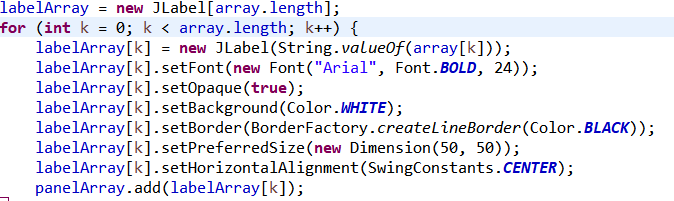 labelArray = new JLabel[array.length];
for (int k = 0; k < array.length; k++) {
    labelArray[k] = new JLabel(String.valueOf(array[k]));
    labelArray[k].setFont(new Font("Arial", Font.BOLD, 24));
    labelArray[k].setOpaque(true);
    labelArray[k].setBackground(Color.WHITE);
    labelArray[k].setBorder(BorderFactory.createLineBorder(Color.BLACK));
    labelArray[k].setPreferredSize(new Dimension(50, 50));
    labelArray[k].setHorizontalAlignment(SwingConstants.CENTER);
    panelArray.add(labelArray[k]);